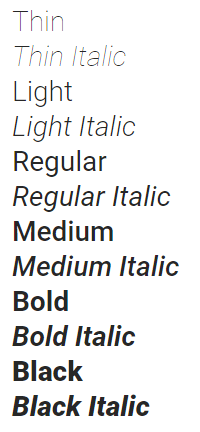 Thin
Thin Italic
Light
Light Italic
Regular
Regular Italic
Medium
Medium Italic
Bold
Bold Italic
Black
Black Italic